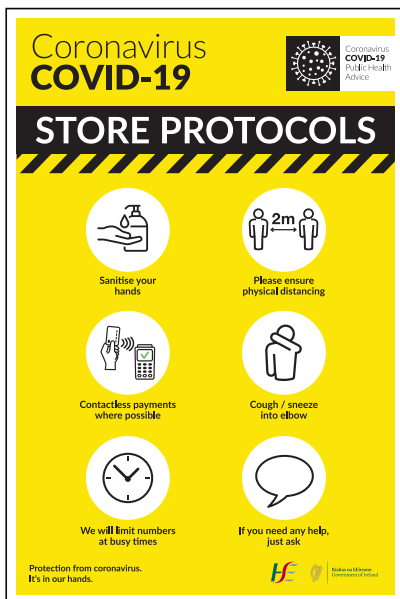 Coronavirus
COVID-19
Coronavirus
COVID-19
Public Health
Advice
STORE PROTOCOLS
2m
Sanitise your
hands
Please ensure
physical distancing
Contactless payments
where possible
Cough / sneeze
into elbow
We will limit numbers
at busy times
If you need any help,
just ask
Protection from coronavirus.
It's in our hands.
Rialtas na hÉireann
Government of Ireland